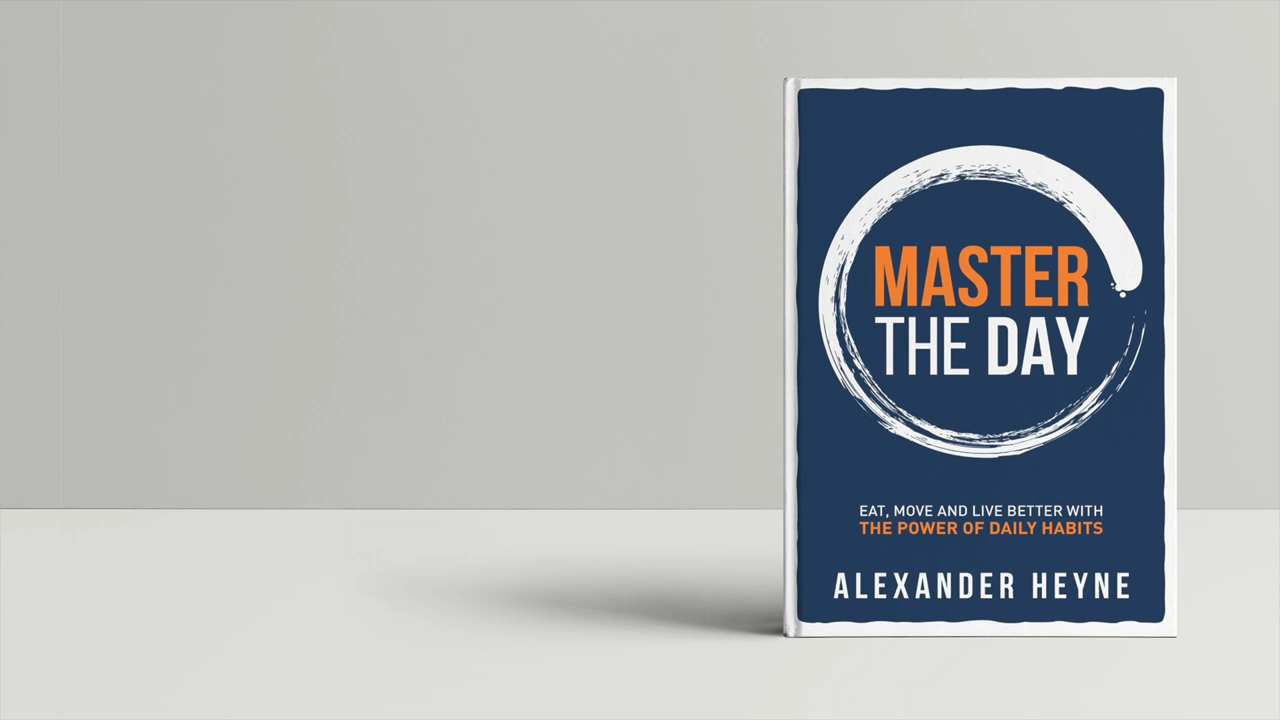 MASTER
THE DAY
EAT, MOVE AND LIVE BETTER WITH
THE POWER OF DAILY HABITS
ALEXANDER HEYNE